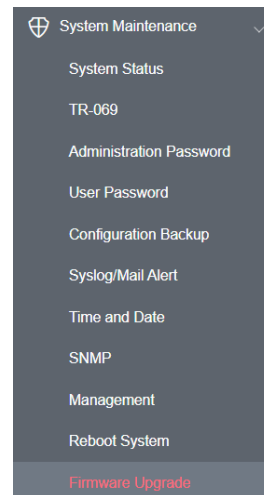 System Maintenance
System Status
TR-069
Administration Password
User Password
Configuration Backup
Syslog/Mail Alert
Time and Date
SNMP
Management
Reboot System
Firmware Upgrade